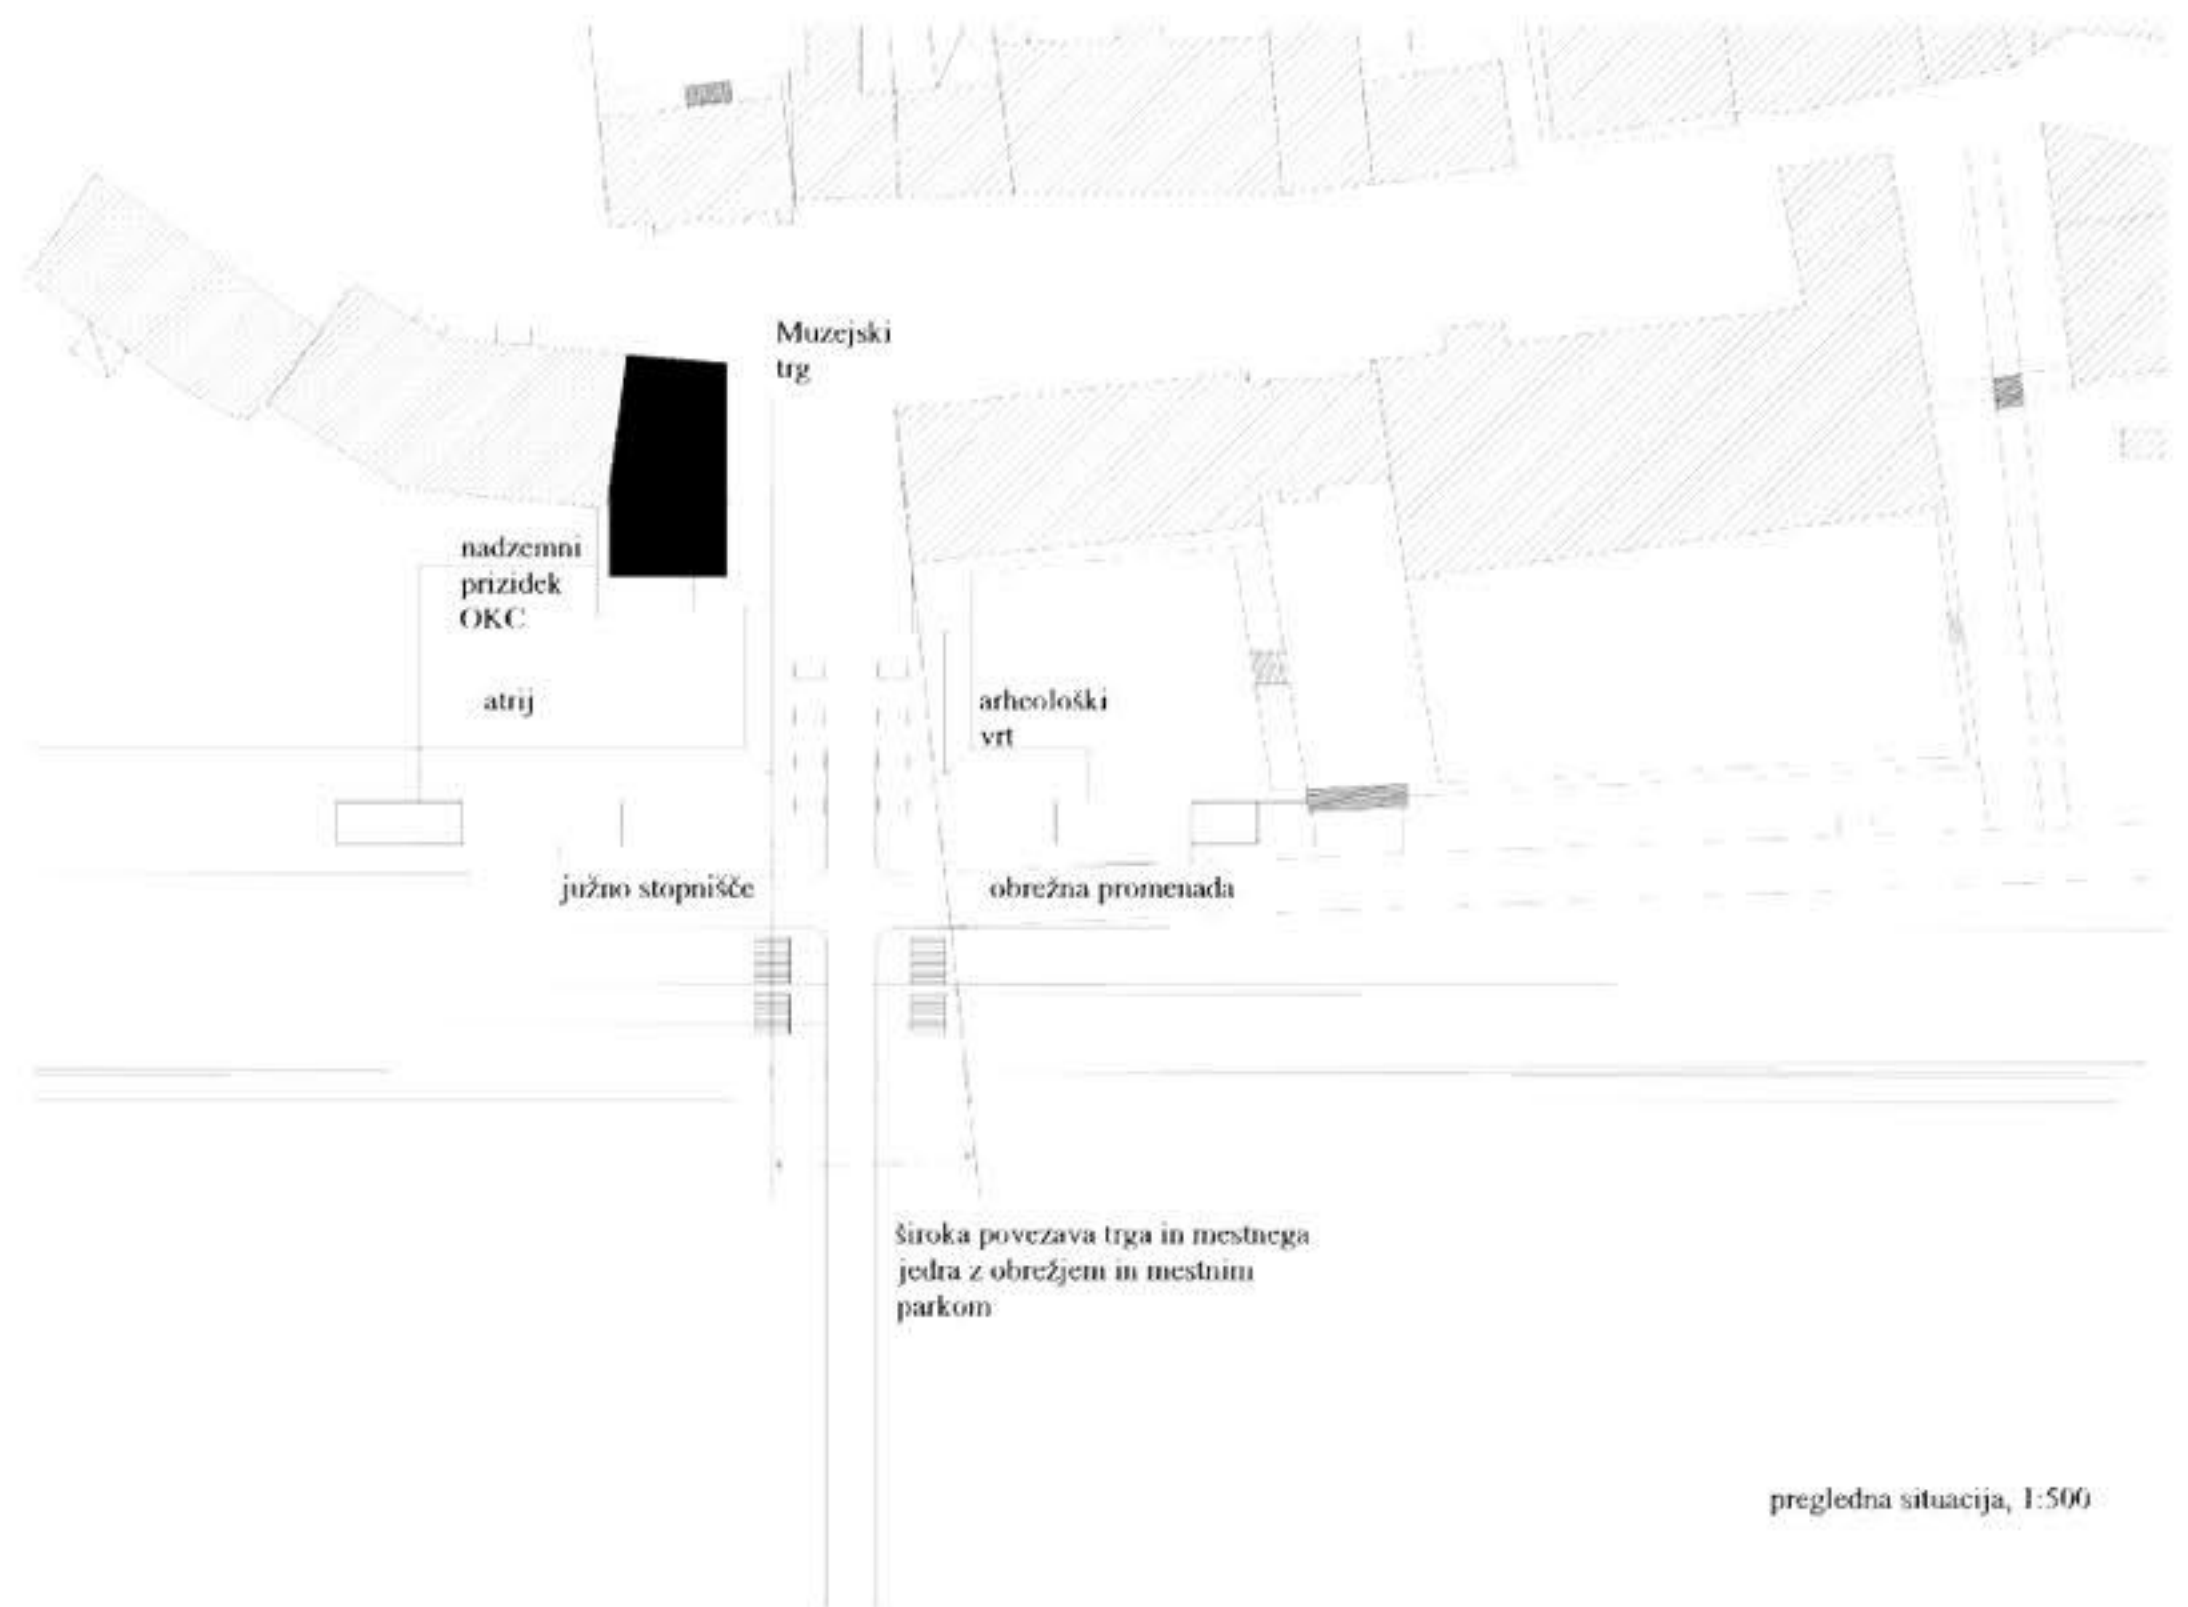 Muzejski
trg
nadzemni
prizidek
OKC
atrij
arheološki
vrt
južno stopnišče
obrežna promenada
široka povezava trga in mestnega
jedra z obrežjem in mestnim
parkom
pregledna situacija, 1:500